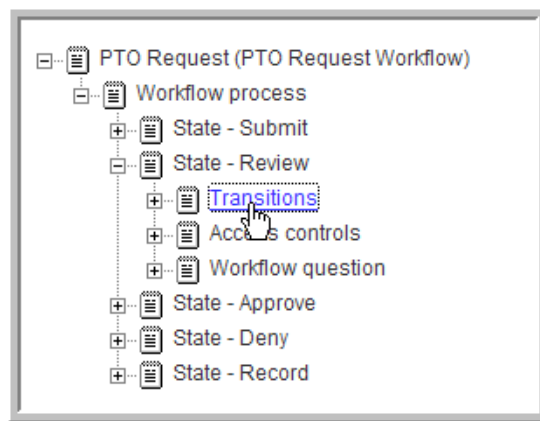 PTO Request (PTO Request Workflow)
Workflow process
State - Submit
State - Review
Transitions
Access controls
Workflow question
State - Approve
State - Deny
State - Record